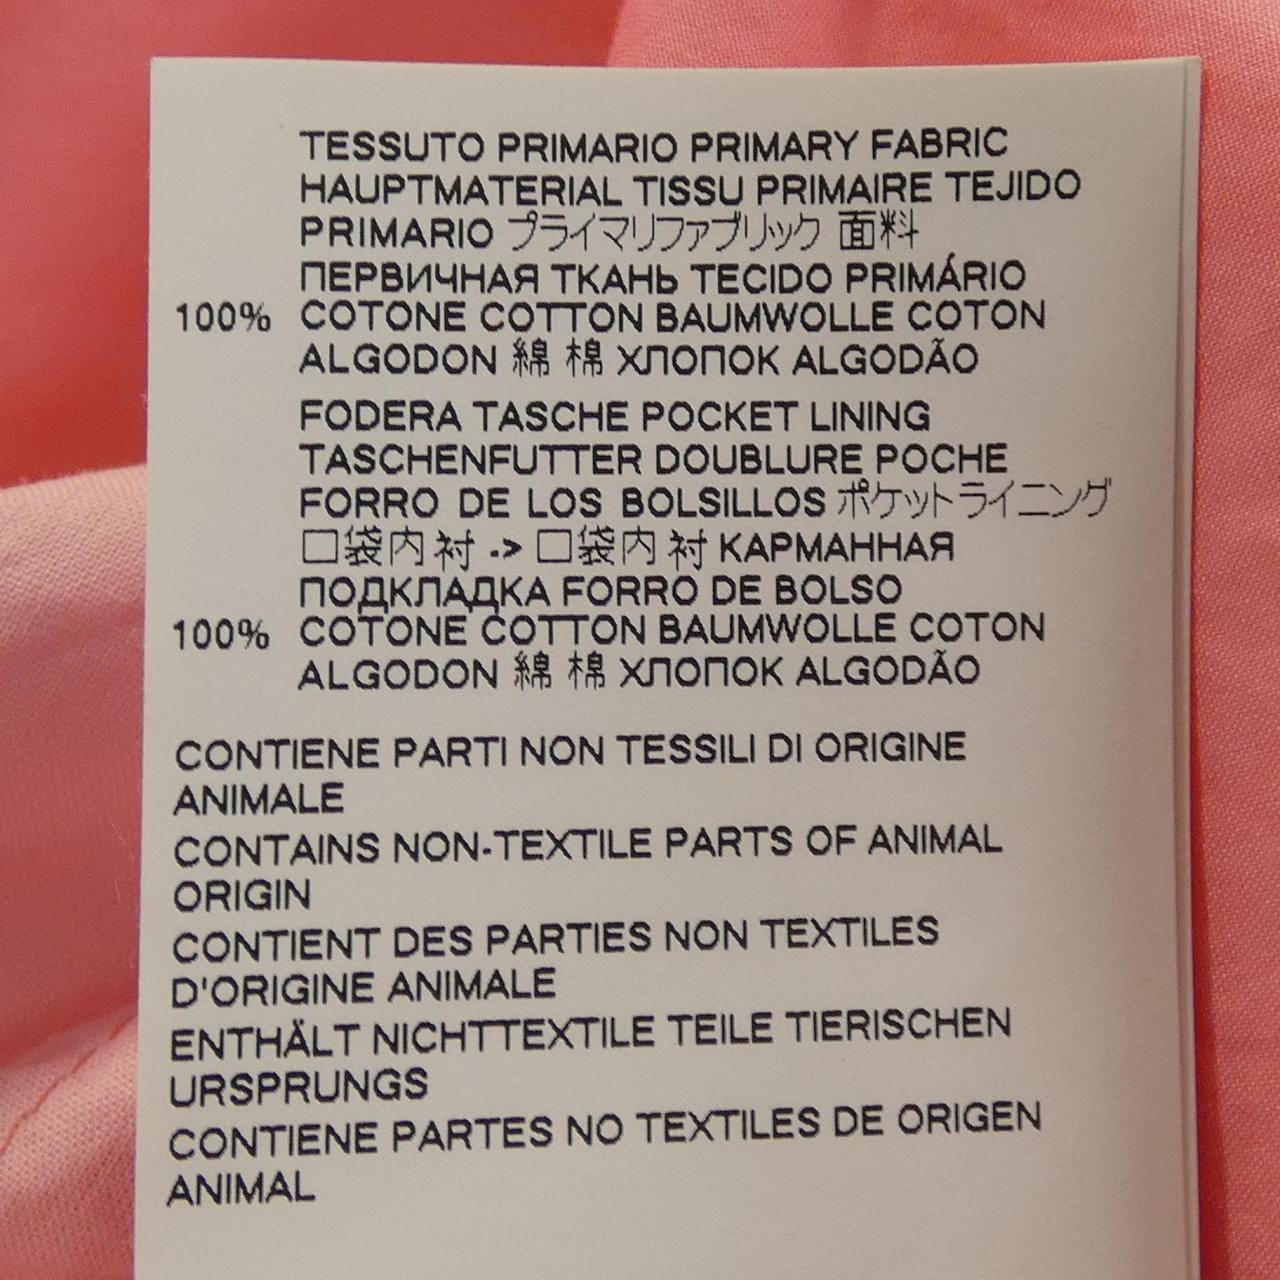 TESSUTO PRIMARIO PRIMARY FABRIC
HAUPTMATERIAL TISSU PRIMAIRE TEJIDO
PRIMARIO プライマリファブリック 面料
ПЕРВИЧНАЯ ТКАНЬ TECIDO PRIMÁRIO
100% COTONE COTTON BAUMWOLLE COTON
ALGODON 綿 棉 ХЛОПОК ALGODÃO
FODERA TASCHE POCKET LINING
TASCHENFUTTER DOUBLURE POCHE
FORRO DE LOS BOLSILLOS ポケットライニング
口袋内衬 -> 口袋内衬 КАРМАННАЯ
ПОДКЛАДКА FORRO DE BOLSO
100% COTONE COTTON BAUMWOLLE COTON
ALGODON 綿 棉 ХЛОПОК ALGODÃO
CONTIENE PARTI NON TESSILI DI ORIGINE
ANIMALE
CONTAINS NON-TEXTILE PARTS OF ANIMAL
ORIGIN
CONTIENT DES PARTIES NON TEXTILES
D'ORIGINE ANIMALE
ENTHÄLT NICHTTEXTILE TEILE TIERISCHEN
URSPRUNGS
CONTIENE PARTES NO TEXTILES DE ORIGEN
ANIMAL